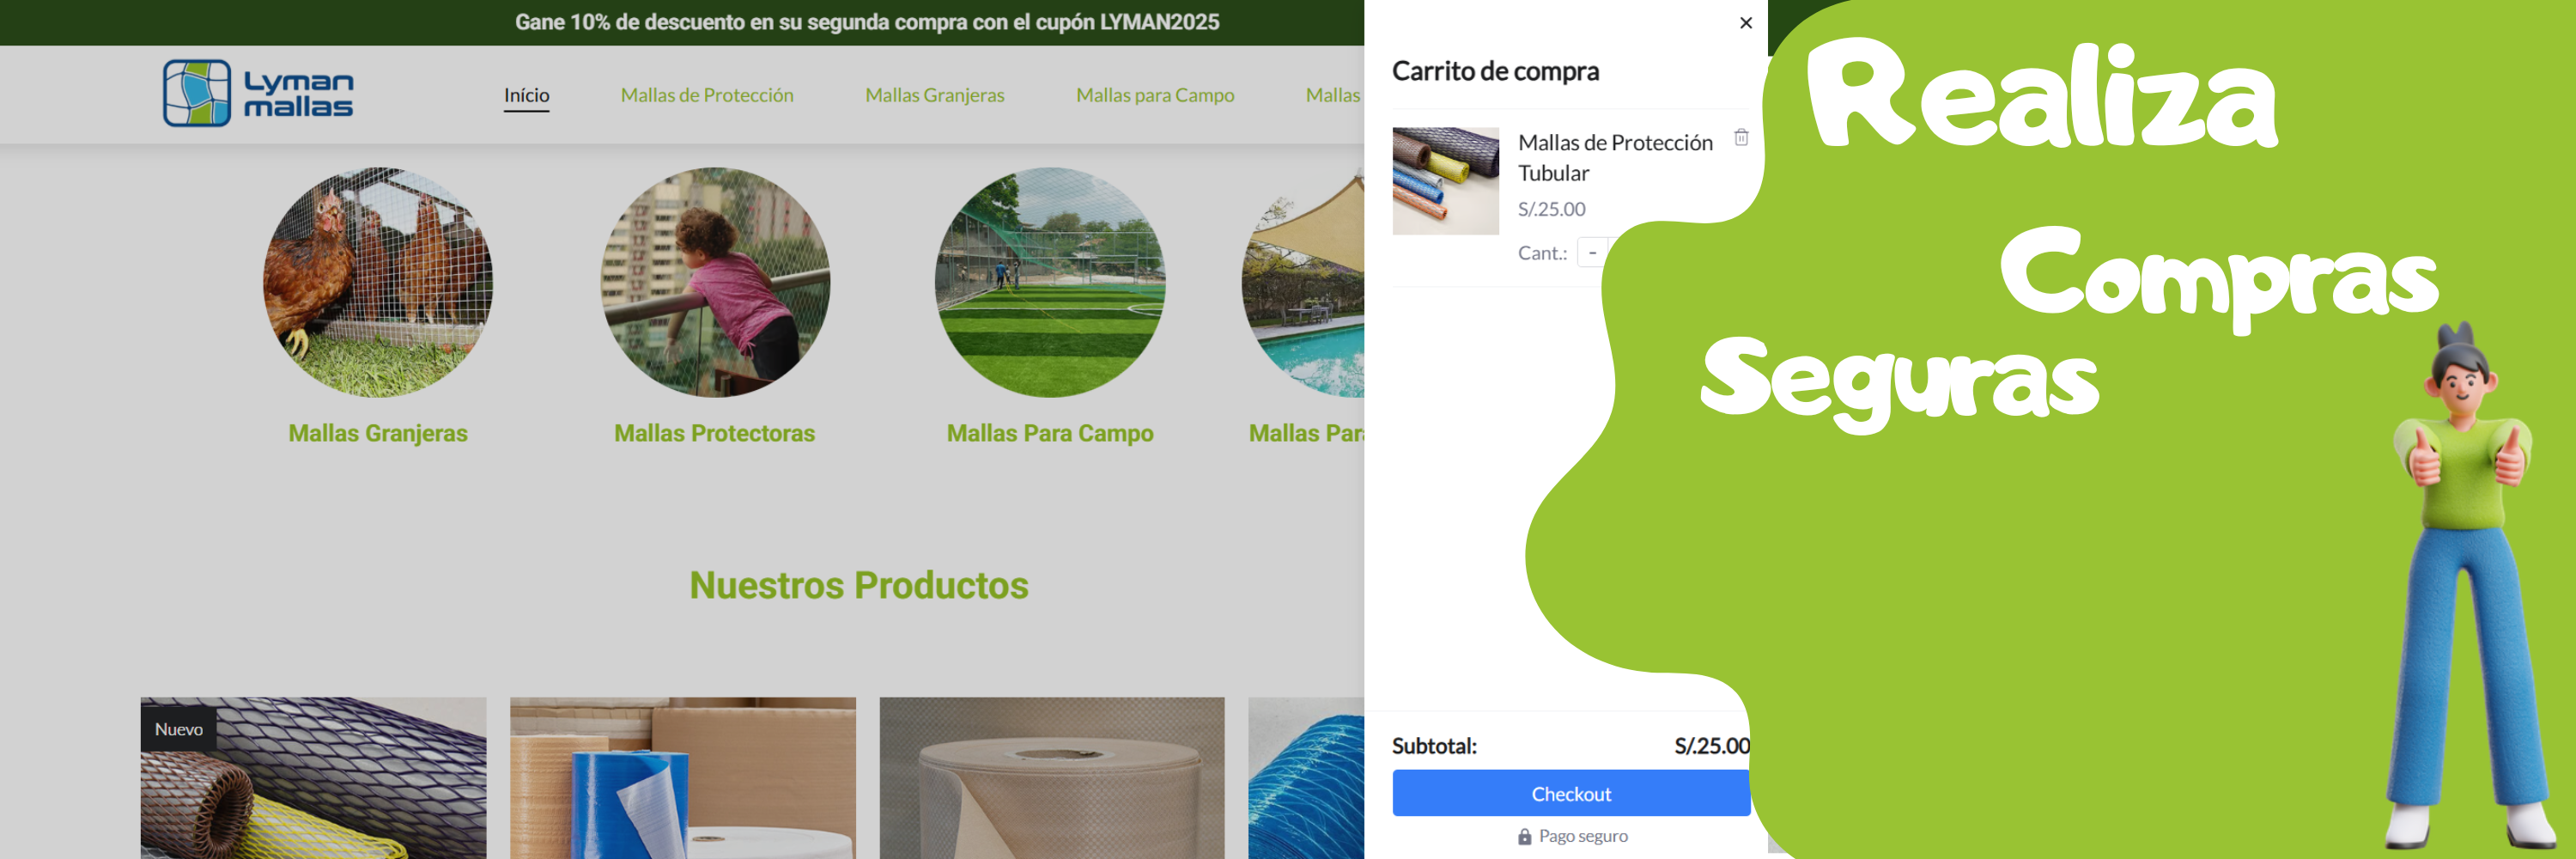 Gane 10% de descuento en su segunda compra con el cupón LYMAN2025
Lyman
mallas
Início
Mallas de Protección
Mallas Granjeras
Mallas para Campo
Mallas
Mallas Granjeras
Mallas Protectoras
Mallas Para Campo
Mallas Par
Nuestros Productos
Nuevo
Carrito de compra
Mallas de Protección
Tubular
S/.25.00
Cant.: -
Subtotal: S/.25.00
Checkout
Pago seguro
Realiza
Compras
Seguras